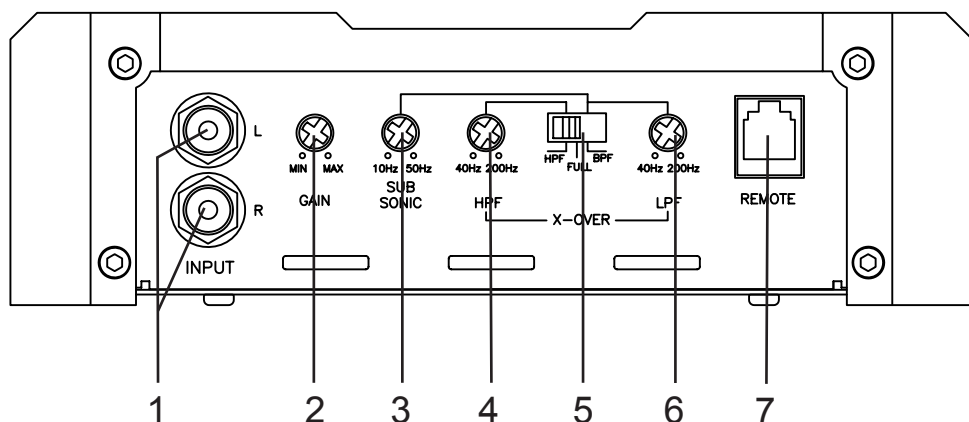 L
R
INPUT
MIN MAX
GAIN
10Hz 50Hz
SUB
SONIC
40Hz 200Hz
HPF
HPF
FULL
BPF
X-OVER
40Hz 200Hz
LPF
REMOTE
1 2 3 4 5 6 7